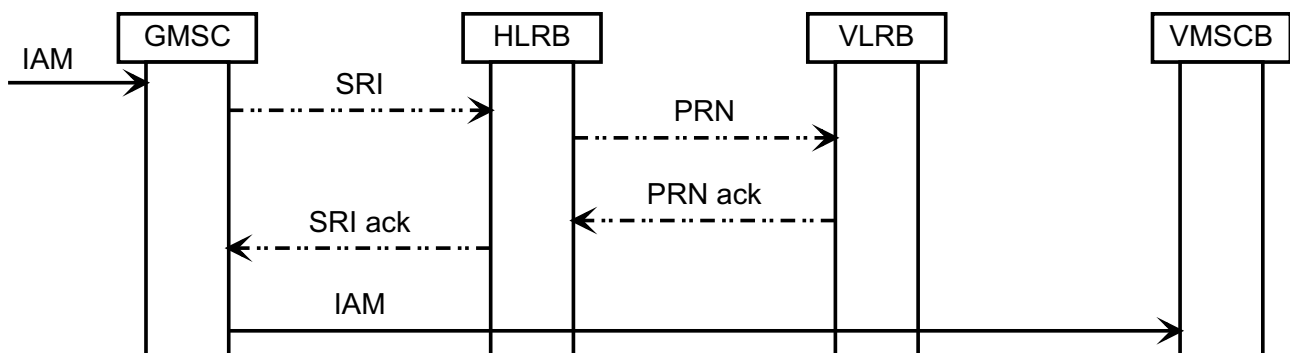 GMSC
HLRB
VLRB
VMSCB
IAM
SRI
PRN
PRN ack
SRI ack
IAM